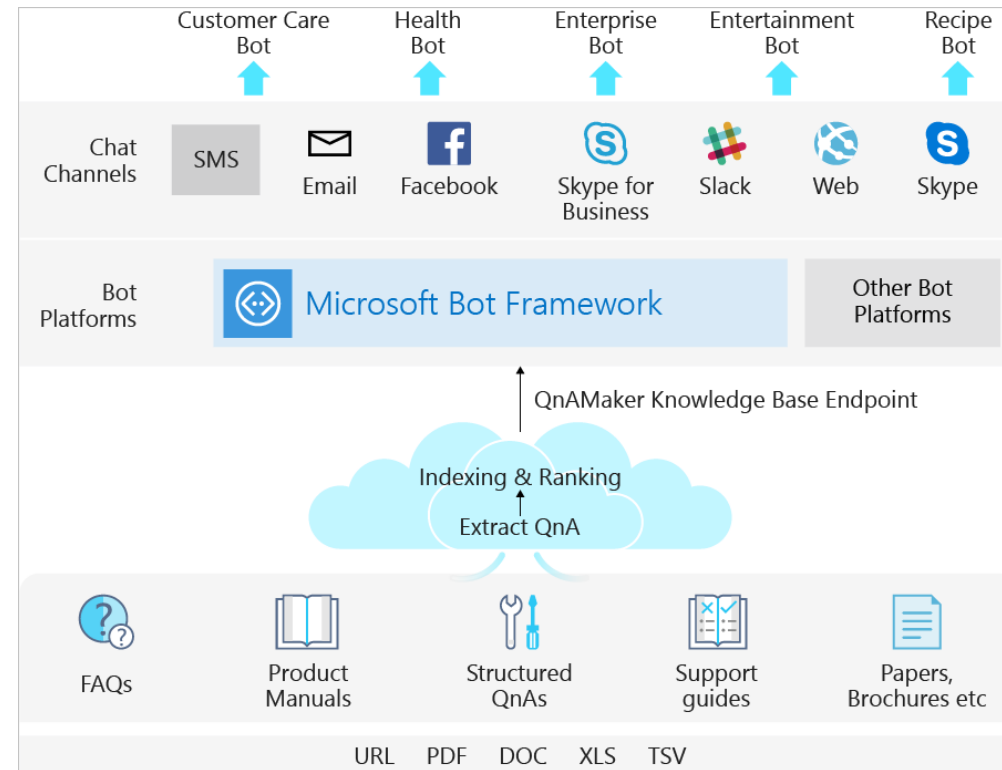 Customer Care
Bot
Health
Bot
Enterprise
Bot
Entertainment
Bot
Recipe
Bot
Chat
Channels
SMS
Email
Facebook
Skype for
Business
Slack
Web
Skype
Bot
Platforms
Microsoft Bot Framework
Other Bot
Platforms
QnAMaker Knowledge Base Endpoint
Indexing & Ranking
Extract QnA
FAQs
Product
Manuals
Structured
QnAs
Support
guides
Papers,
Brochures etc
URL PDF DOC XLS TSV